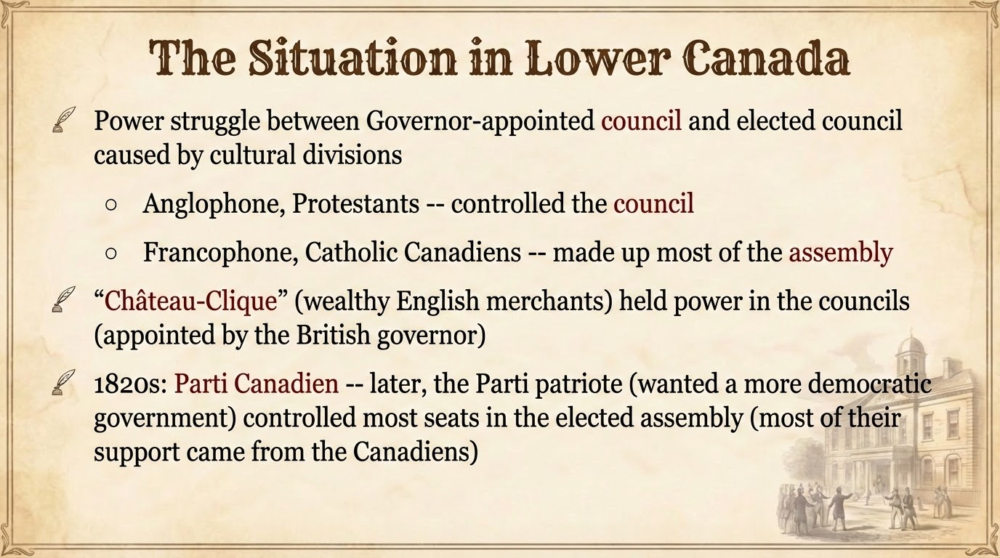 The Situation in Lower Canada
Power struggle between Governor-appointed council and elected council
caused by cultural divisions
○ Anglophone, Protestants -- controlled the council
○ Francophone, Catholic Canadiens -- made up most of the assembly
“Château-Clique” (wealthy English merchants) held power in the councils
(appointed by the British governor)
1820s: Parti Canadien -- later, the Parti patriote (wanted a more democratic
government) controlled most seats in the elected assembly (most of their
support came from the Canadiens)